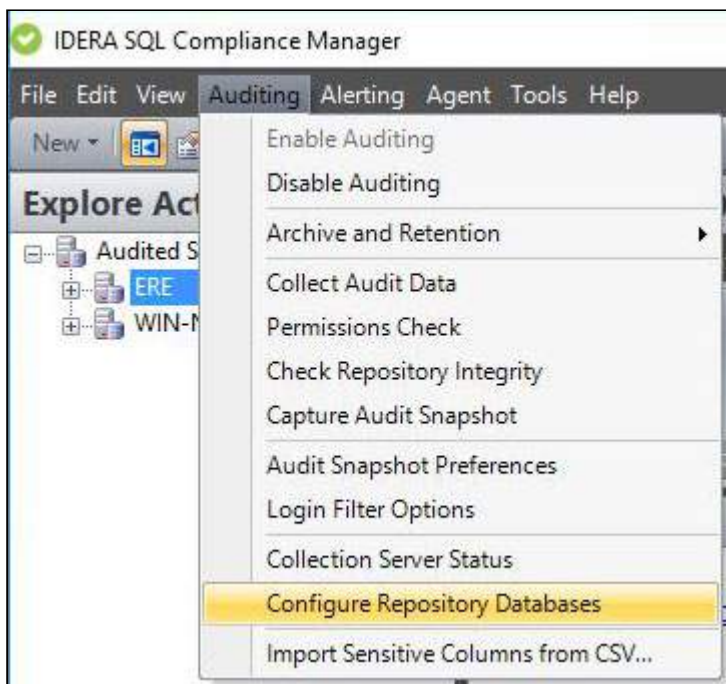 IDERA SQL Compliance Manager
File Edit View Auditing Alerting Agent Tools Help
New
Enable Auditing
Disable Auditing
Explore Act
Archive and Retention
Audited S
ERE
Collect Audit Data
WIN-N
Permissions Check
Check Repository Integrity
Capture Audit Snapshot
Audit Snapshot Preferences
Login Filter Options
Collection Server Status
Configure Repository Databases
Import Sensitive Columns from CSV...